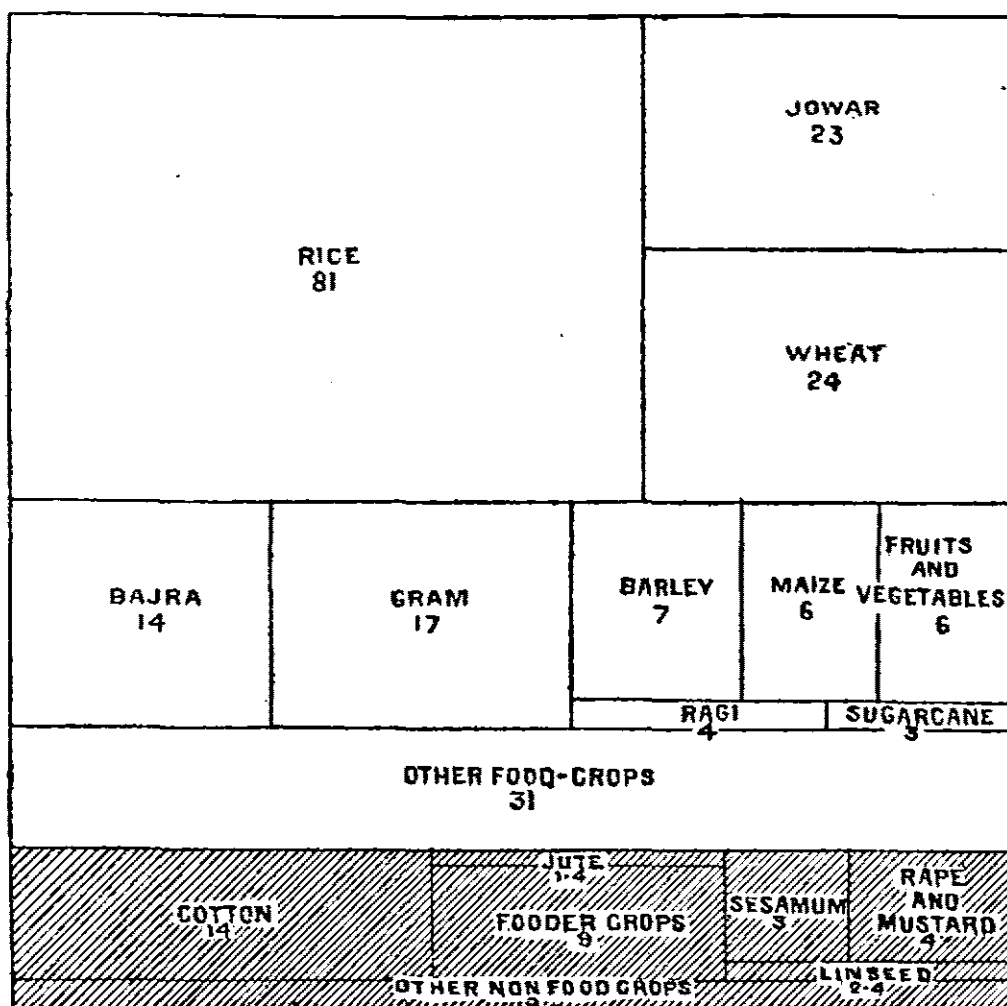 JOWAR
23
RICE
81
WHEAT
24
BAJRA
14
GRAM
17
BARLEY
7
MAIZE
6
FRUITS
AND
VEGETABLES
6
RAGI
4
SUGARCANE
3
OTHER FOOD-CROPS
31
COTTON
14
JUTE
1·4
FODDER CROPS
9
SESAMUM
3
RAPE
AND
MUSTARD
4
LINSEED
2·4
OTHER NON FOOD CROPS